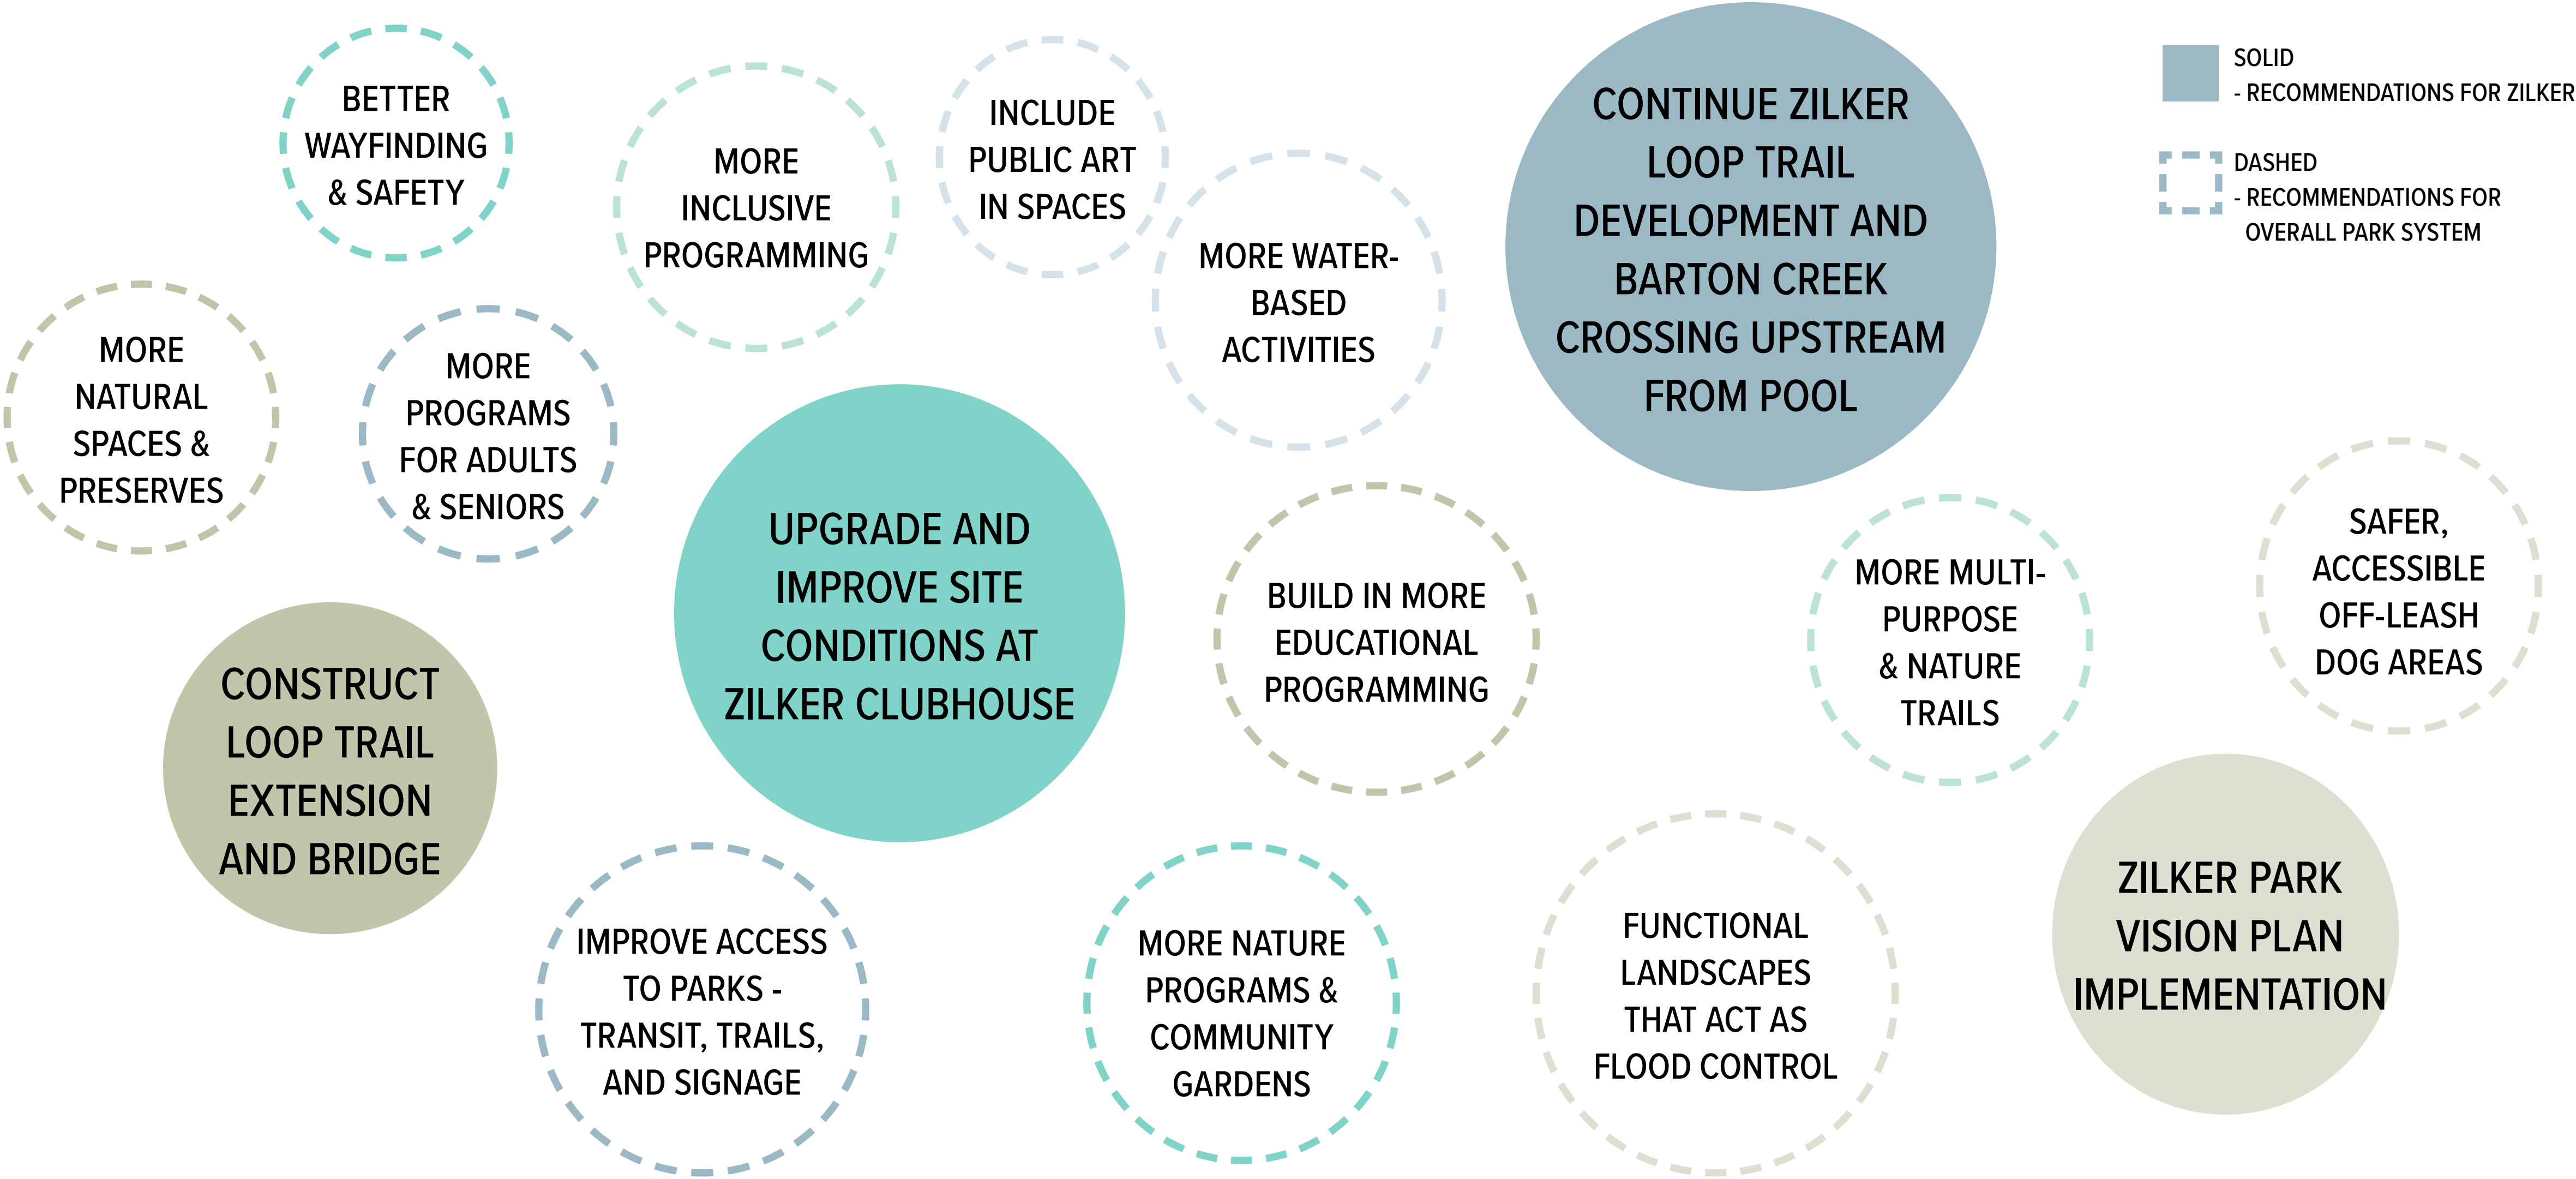 BETTER
WAYFINDING
& SAFETY
MORE
INCLUSIVE
PROGRAMMING
INCLUDE
PUBLIC ART
IN SPACES
MORE WATER-
BASED
ACTIVITIES
CONTINUE ZILKER
LOOP TRAIL
DEVELOPMENT AND
BARTON CREEK
CROSSING UPSTREAM
FROM POOL
SOLID
- RECOMMENDATIONS FOR ZILKER
DASHED
- RECOMMENDATIONS FOR
OVERALL PARK SYSTEM
MORE
NATURAL
SPACES &
PRESERVES
MORE
PROGRAMS
FOR ADULTS
& SENIORS
UPGRADE AND
IMPROVE SITE
CONDITIONS AT
ZILKER CLUBHOUSE
BUILD IN MORE
EDUCATIONAL
PROGRAMMING
MORE MULTI-
PURPOSE
& NATURE
TRAILS
SAFER,
ACCESSIBLE
OFF-LEASH
DOG AREAS
CONSTRUCT
LOOP TRAIL
EXTENSION
AND BRIDGE
IMPROVE ACCESS
TO PARKS -
TRANSIT, TRAILS,
AND SIGNAGE
MORE NATURE
PROGRAMS &
COMMUNITY
GARDENS
FUNCTIONAL
LANDSCAPES
THAT ACT AS
FLOOD CONTROL
ZILKER PARK
VISION PLAN
IMPLEMENTATION